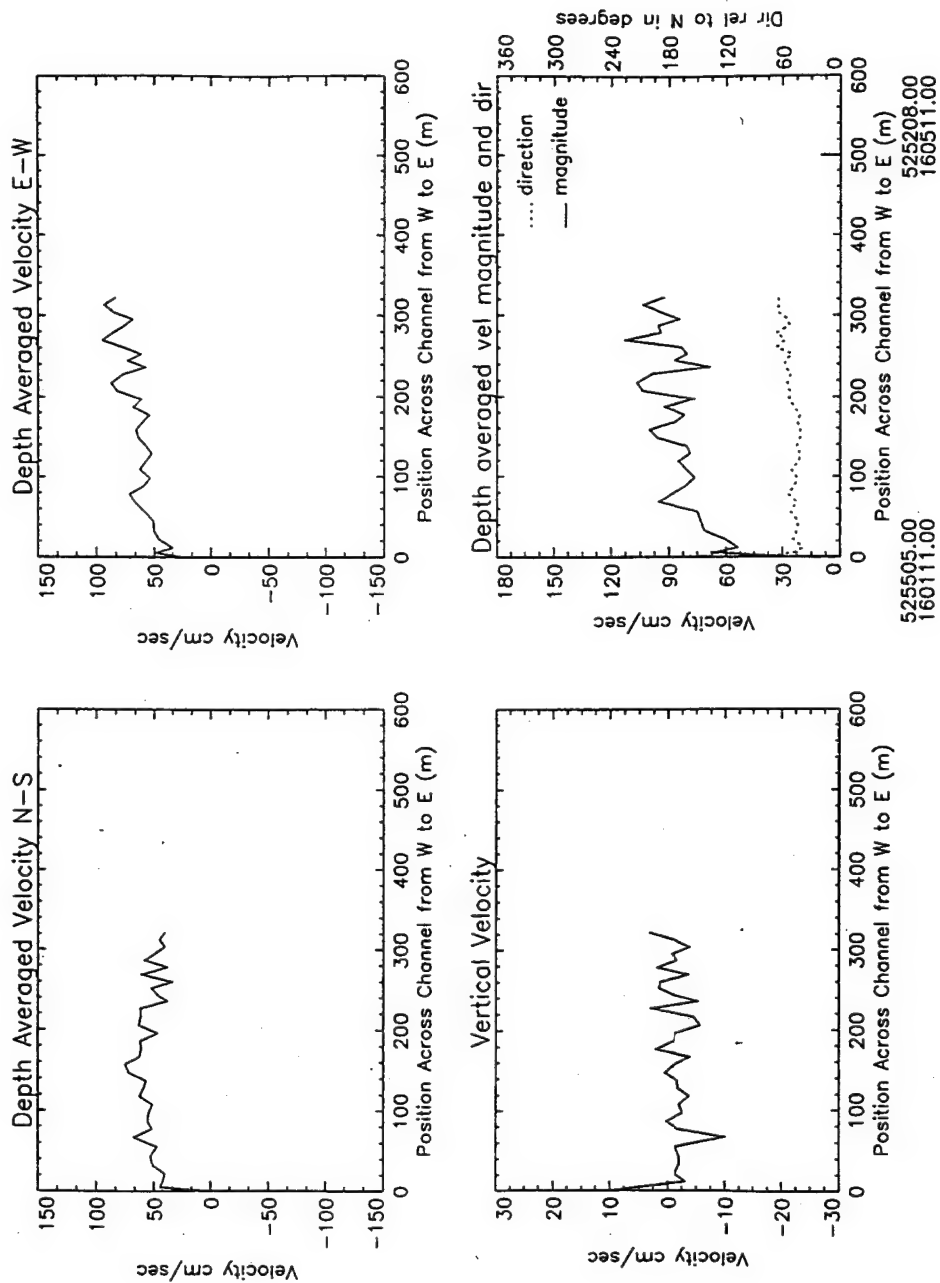 Depth Averaged Velocity N-S
Velocity cm/sec
150
100
50
0
-50
-100
-150
0 100 200 300 400 500 600
Position Across Channel from W to E (m)
Depth Averaged Velocity E-W
Velocity cm/sec
150
100
50
0
-50
-100
-150
0 100 200 300 400 500 600
Position Across Channel from W to E (m)
Vertical Velocity
Velocity cm/sec
30
20
10
0
-10
-20
-30
0 100 200 300 400 500 600
Position Across Channel from W to E (m)
Depth averaged vel magnitude and dir
direction
magnitude
Velocity cm/sec
180
150
120
90
60
30
0
Dir rel to N in degrees
360
300
240
180
120
60
0
0 100 200 300 400 500 600
Position Across Channel from W to E (m)
525505.00 525208.00
160111.00 160511.00